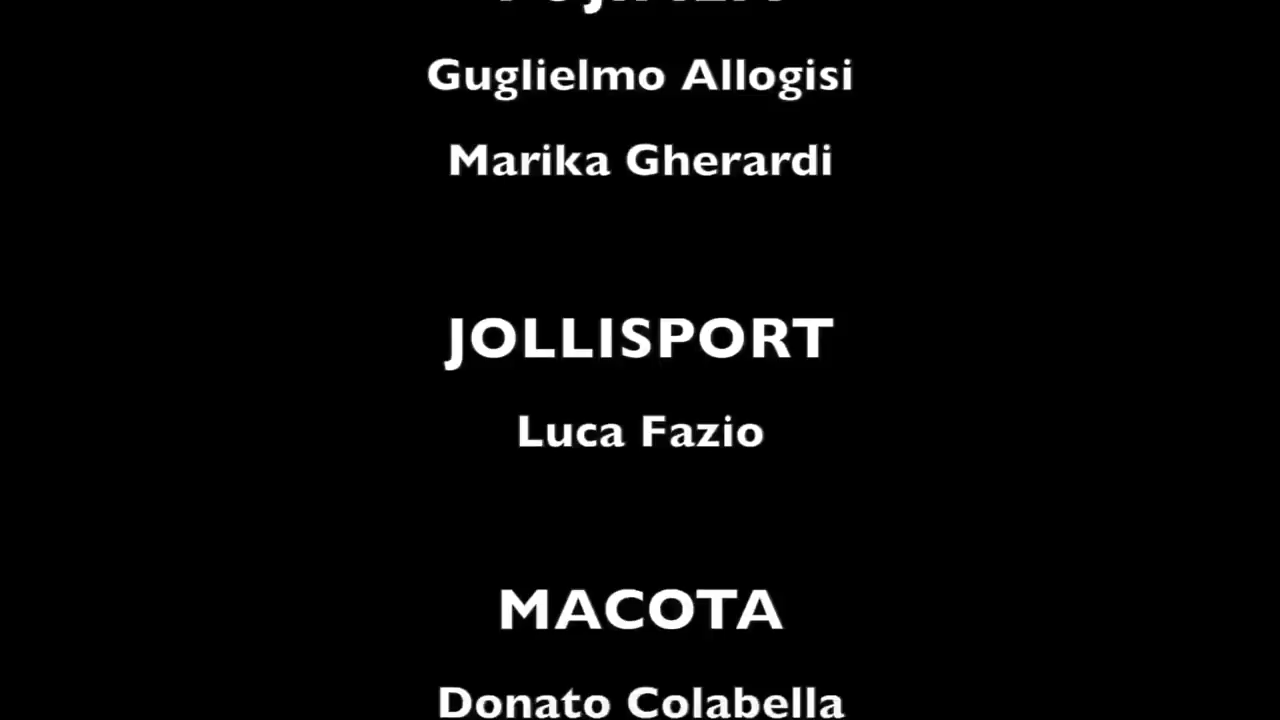 Guglielmo Allogisi
Marika Gherardi
JOLLISPORT
Luca Fazio
MACOTA
Donato Colabella